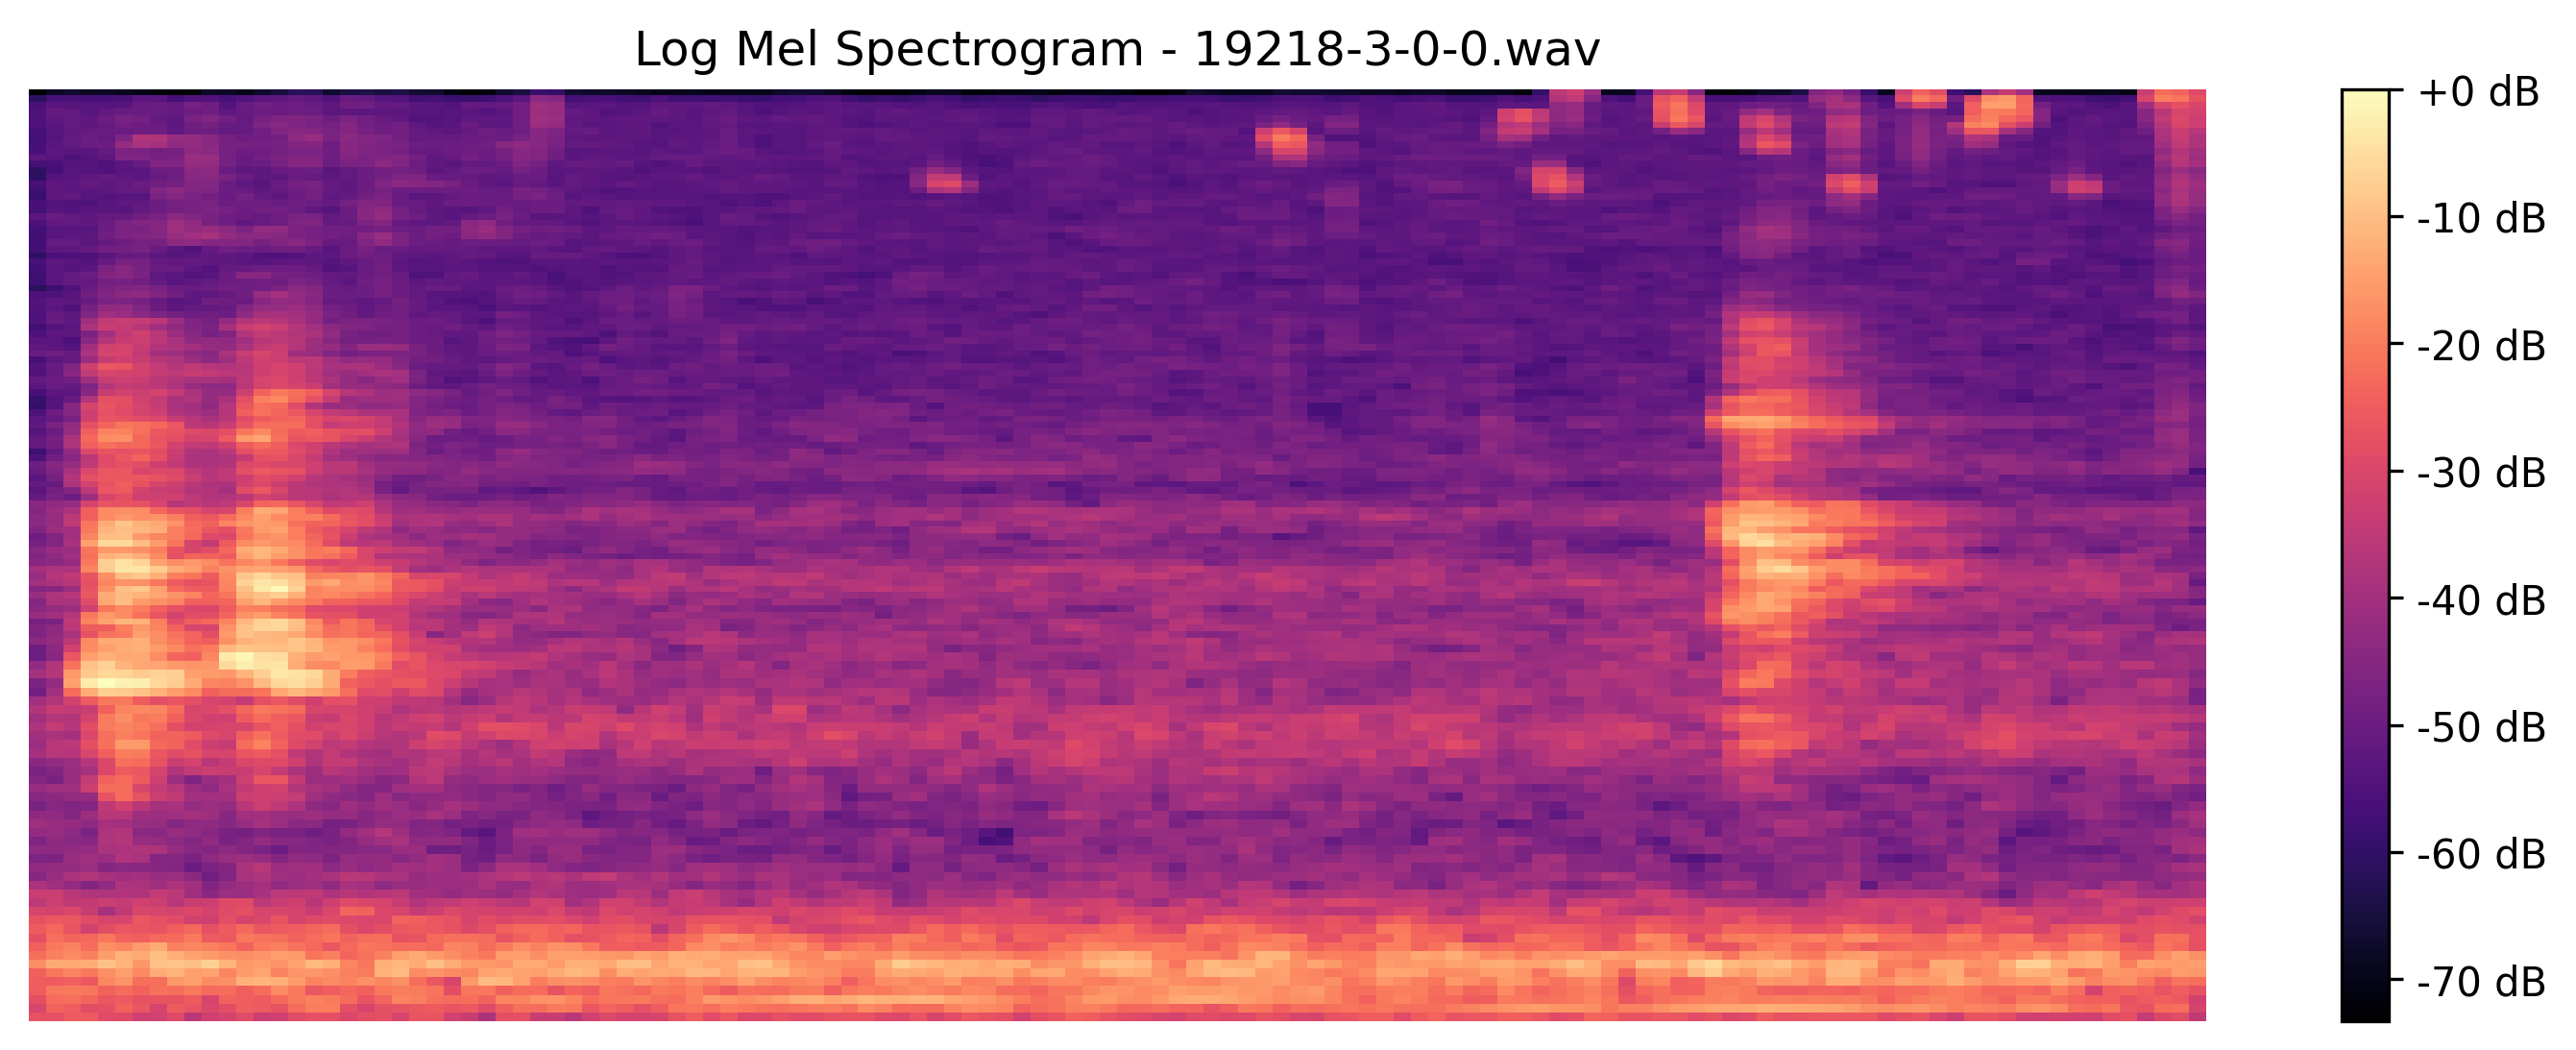 Log Mel Spectrogram - 19218-3-0-0.wav
+0 dB
-10 dB
-20 dB
-30 dB
-40 dB
-50 dB
-60 dB
-70 dB